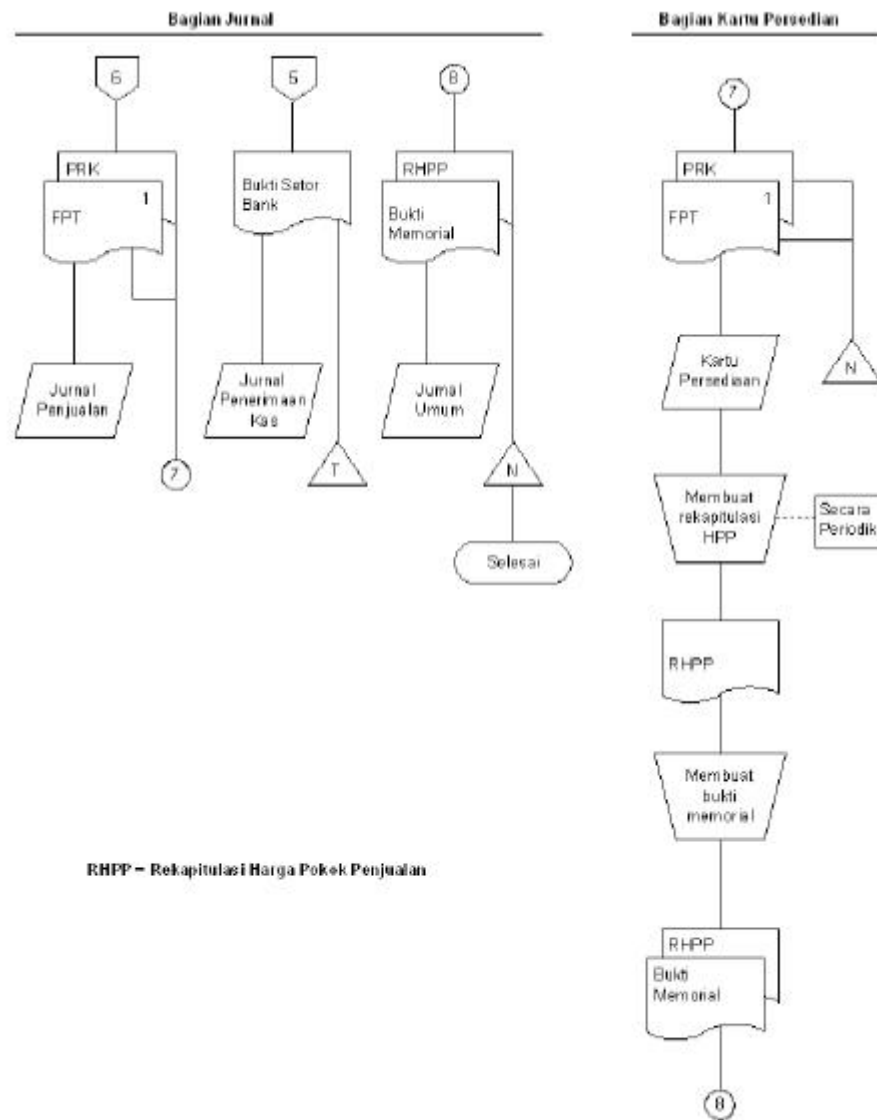 Bagian Jurnal
6
5
8
PRK
1
FPT
Bukti Setor
Bank
RHPP
Bukti
Memorial
Jurnal
Penjualan
Jurnal
Penerimaan
Kas
Jurnal
Umum
7
T
N
Selesai
RHPP = Rekapitulasi Harga Pokok Penjualan
Bagian Kartu Persedian
7
PRK
1
FPT
Kartu
Persediaan
N
Membuat
rekapitulasi
HPP
Secara
Periodik
RHPP
Membuat
bukti
memorial
RHPP
Bukti
Memorial
8